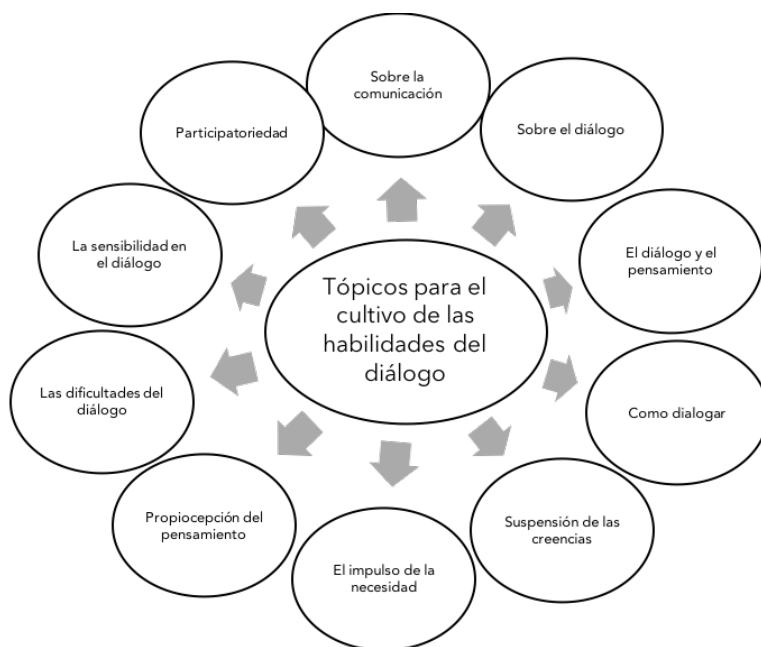 Sobre la
comunicación
Sobre el diálogo
El diálogo y el
pensamiento
Como dialogar
Suspensión de las
creencias
El impulso de la
necesidad
Propiocepción del
pensamiento
Las dificultades del
diálogo
La sensibilidad en
el diálogo
Participatoriedad
Tópicos para el
cultivo de las
habilidades del
diálogo